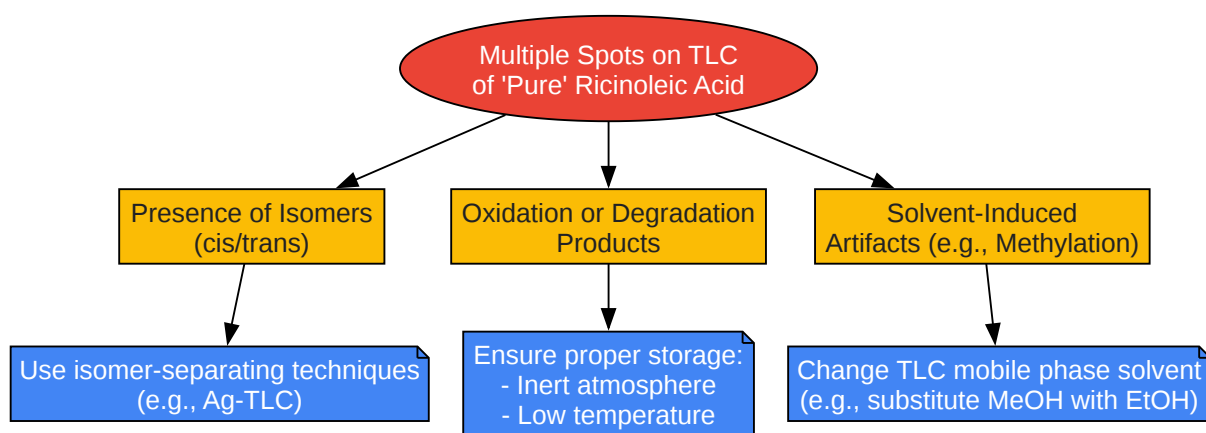 Multiple Spots on TLC
of 'Pure' Ricinoleic Acid
Presence of Isomers
(cis/trans)
Oxidation or Degradation
Products
Solvent-Induced
Artifacts (e.g., Methylation)
Use isomer-separating techniques
(e.g., Ag-TLC)
Ensure proper storage:
- Inert atmosphere
- Low temperature
Change TLC mobile phase solvent
(e.g., substitute MeOH with EtOH)